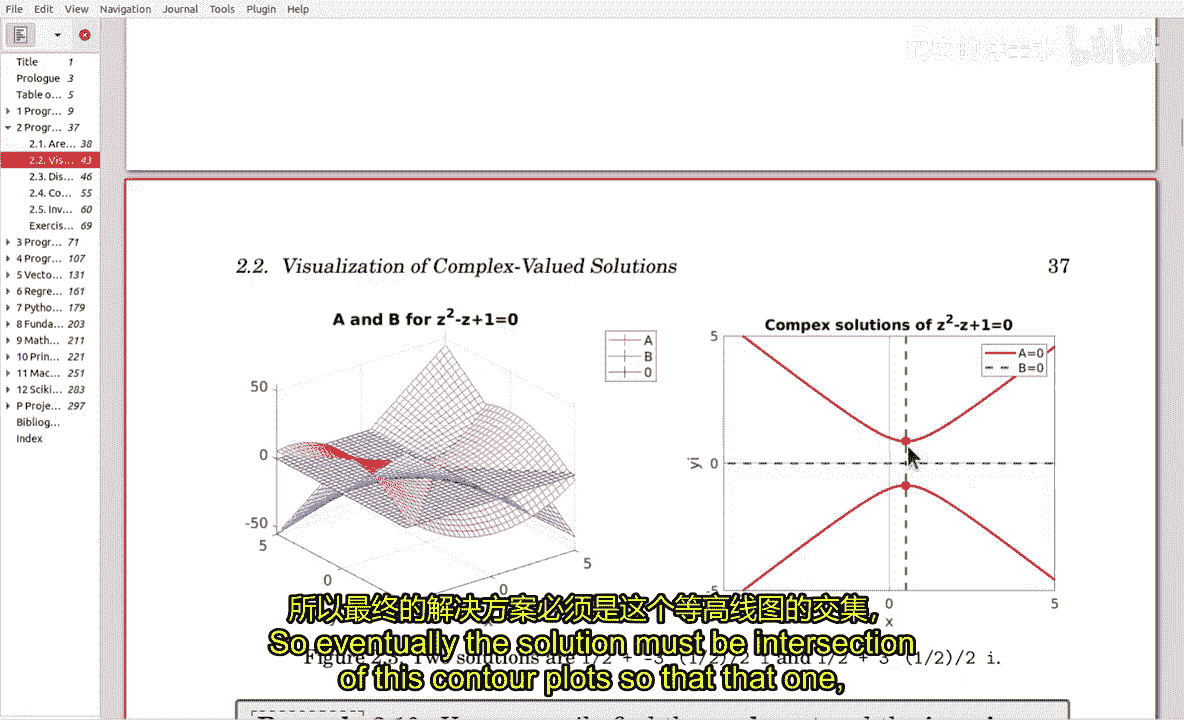 File Edit View Navigation Journal Tools Plugin Help
Title 1
Prologue 3
Table o... 5
1 Progr... 9
2 Progr... 37
2.1. Are... 38
2.2. Vis... 43
2.3. Dis... 46
2.4. Co... 55
2.5. Inv... 60
Exercis... 69
3 Progr... 71
4 Progr... 107
5 Vecto... 131
6 Regre... 161
7 Pytho... 179
8 Funda... 203
9 Math... 211
10 Prin... 221
11 Mac... 251
12 Sciki... 283
P Proje... 297
Bibliog...
Index
2.2. Visualization of Complex-Valued Solutions 37
A and B for z²-z+1=0
A
B
0
50
0
-50
5
0
0
5
Compex solutions of z²-z+1=0
A=0
B=0
5
yi 0
0 5
x
所以最终的解决方案必须是这个等高线图的交集,
So eventually the solution must be intersection
of this contour plots so that that one,